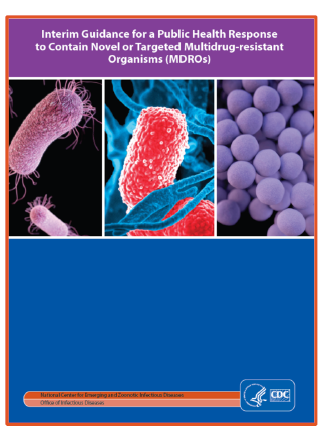 Interim Guidance for a Public Health Response
to Contain Novel or Targeted Multidrug-resistant
Organisms (MDROs)
National Center for Emerging and Zoonotic Infectious Diseases
Office of Infectious Diseases
CDC